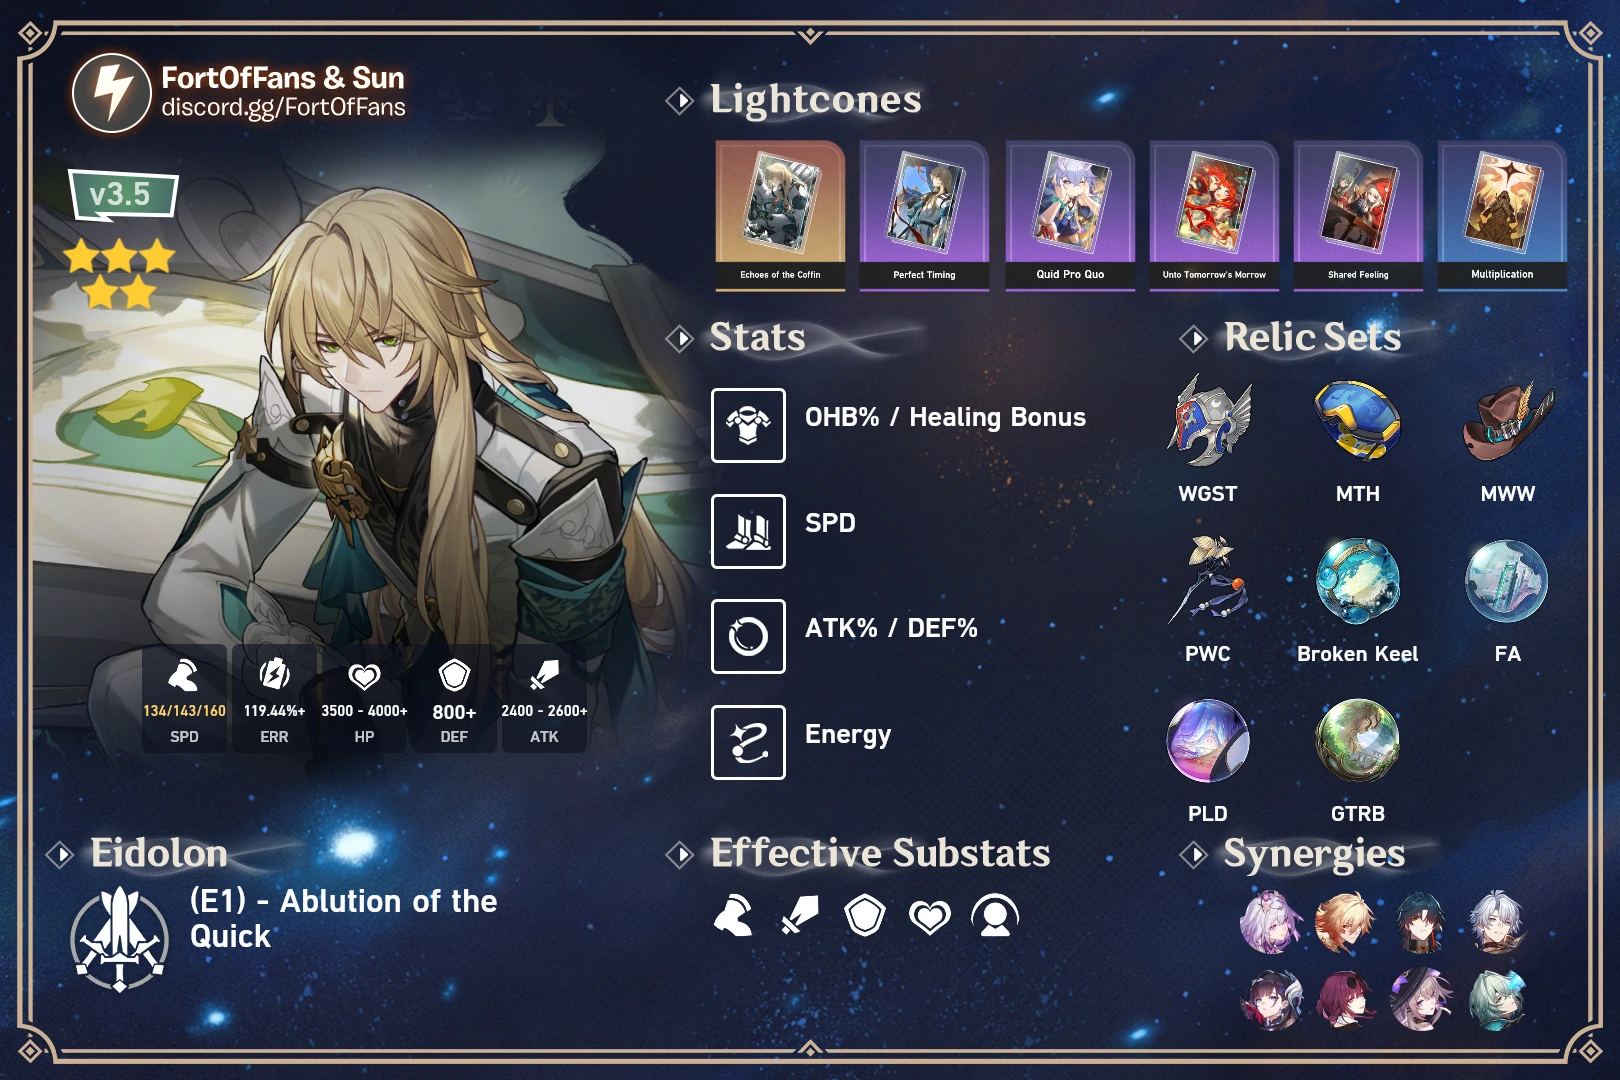 FortOfFans & Sun
discord.gg/FortOfFans
v3.5
134/143/160
SPD
119.44%+
ERR
3500 - 4000+
HP
800+
DEF
2400 - 2600+
ATK
Eidolon
(E1) - Ablution of the
Quick
Lightcones
Echoes of the Coffin
Perfect Timing
Quid Pro Quo
Unto Tomorrow's Morrow
Shared Feeling
Multiplication
Stats
OHB% / Healing Bonus
SPD
ATK% / DEF%
Energy
Relic Sets
WGST
MTH
MWW
PWC
Broken Keel
FA
PLD
GTRB
Effective Substats
Synergies